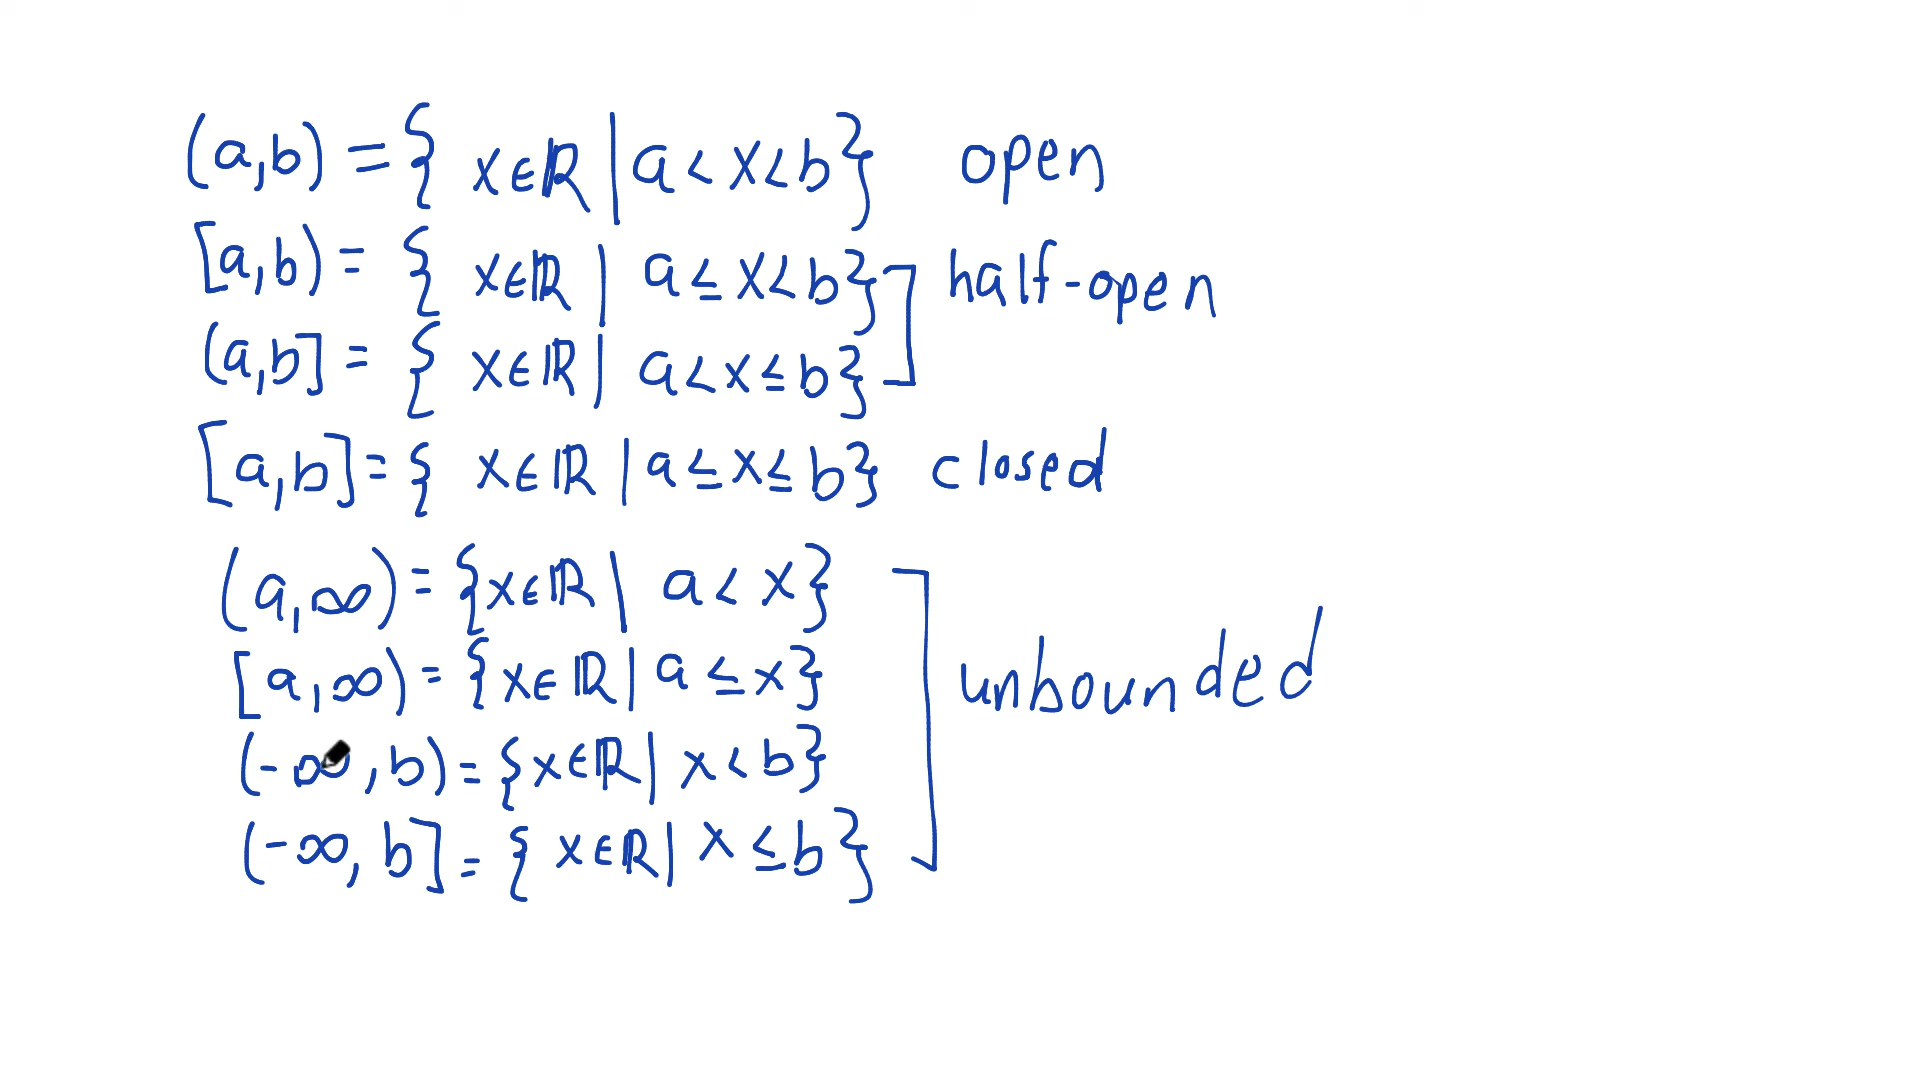 (a,b) = { x∈ℝ | a < x < b} open
[a,b) = { x∈ℝ | a ≤ x < b} half-open
(a,b] = { x∈ℝ | a < x ≤ b}
[a,b] = { x∈ℝ | a ≤ x ≤ b} closed
(a,∞) = {x∈ℝ | a < x}
[a,∞) = {x∈ℝ | a ≤ x} unbounded
(-∞,b) = {x∈ℝ | x < b}
(-∞,b] = { x∈ℝ | x ≤ b}